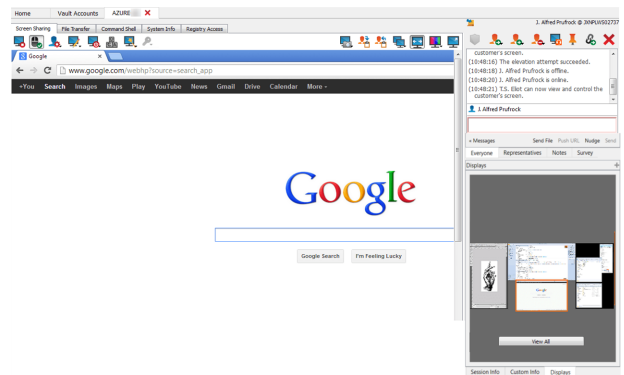 Home Vault Accounts AZURE
Screen Sharing File Transfer Command Shell System Info Registry Access
Google
www.google.com/webhp?source=search_app
+You Search Images Maps Play YouTube News Gmail Drive Calendar More
Google
Google Search I'm Feeling Lucky
J. Alfred Prufrock @ JXNPLWS02737
customer's screen.
(10:48:16) The elevation attempt succeeded.
(10:48:18) J. Alfred Prufrock is offline.
(10:48:20) J. Alfred Prufrock is online.
(10:48:21) T.S. Eliot can now view and control the
customer's screen.
J. Alfred Prufrock
« Messages Send File Push URL Nudge Send
Everyone Representatives Notes Survey
Displays
View All
Session Info Custom Info Displays